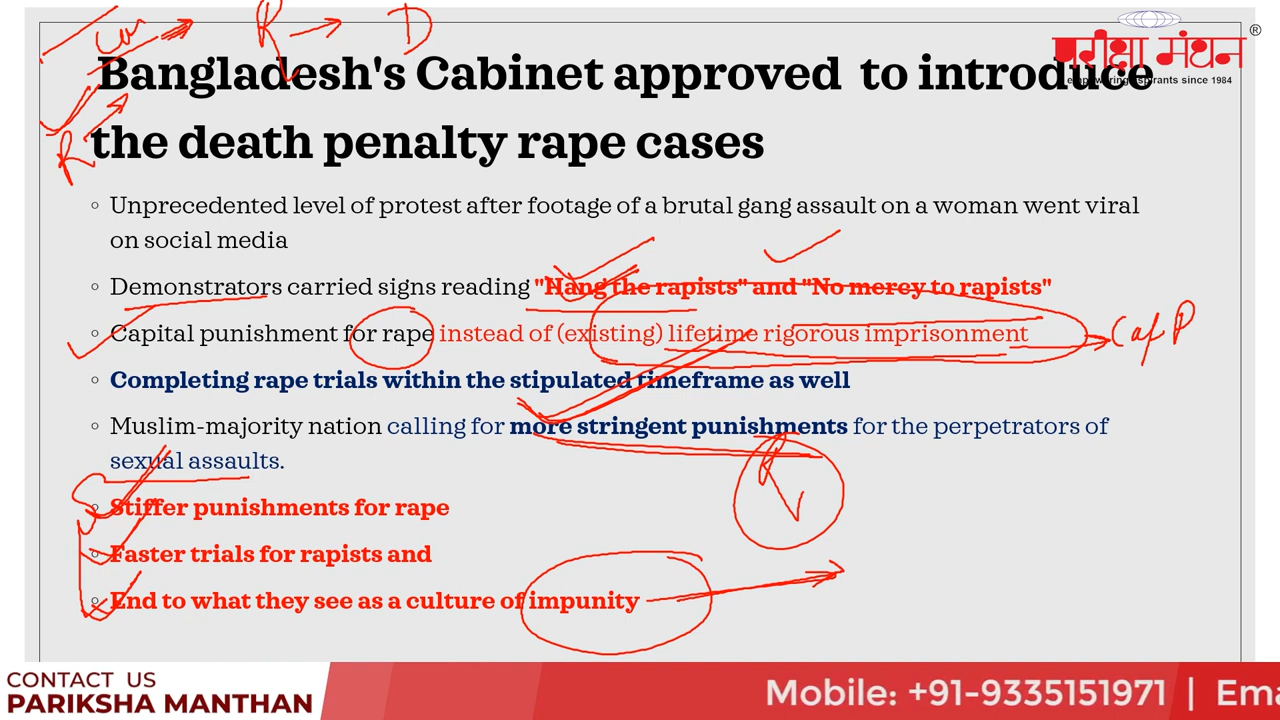 परीक्षा मंथन
®
empowering aspirants since 1984
Bangladesh's Cabinet approved to introduce
the death penalty rape cases
R → D
R
Unprecedented level of protest after footage of a brutal gang assault on a woman went viral
on social media
Demonstrators carried signs reading "Hang the rapists" and "No mercy to rapists"
Capital punishment for rape instead of (existing) lifetime rigorous imprisonment
Completing rape trials within the stipulated timeframe as well
Muslim-majority nation calling for more stringent punishments for the perpetrators of
sexual assaults.
Stiffer punishments for rape
Faster trials for rapists and
End to what they see as a culture of impunity
CONTACT US
PARIKSHA MANTHAN
Mobile: +91-9335151971 | Ema